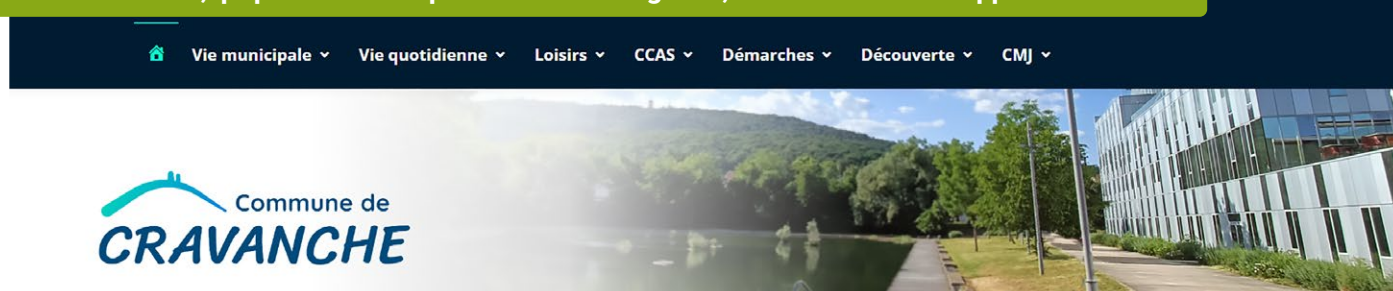 Vie municipale Vie quotidienne Loisirs CCAS Démarches Découverte CMJ
Commune de
CRAVANCHE